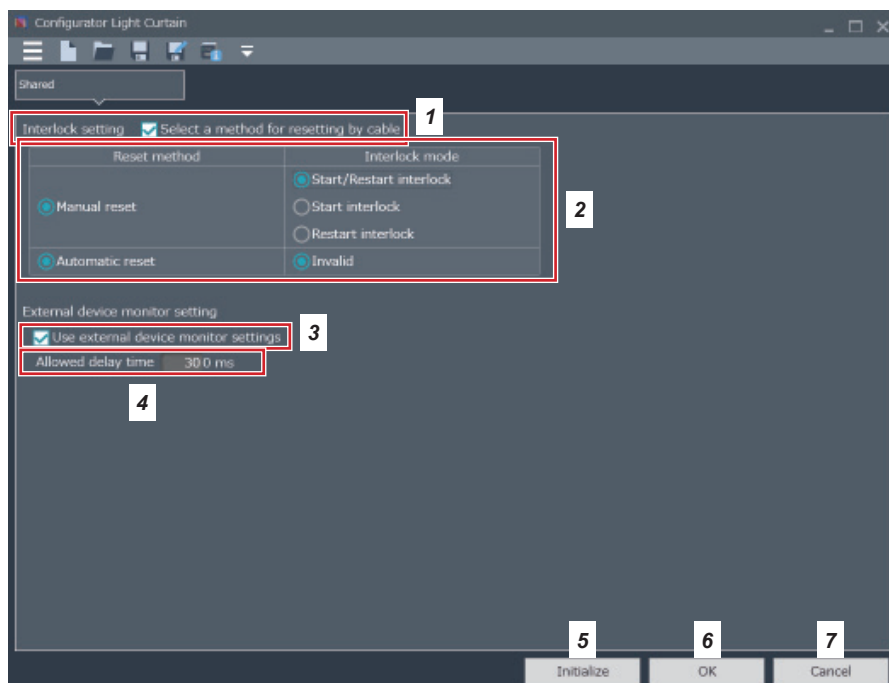 Configurator Light Curtain
Shared
1
Interlock setting Select a method for resetting by cable
Reset method Interlock mode
Start/Restart interlock
Manual reset Start interlock
2
Restart interlock
Automatic reset Invalid
External device monitor setting
Use external device monitor settings
3
Allowed delay time 300 ms
4
5 6 7
Initialize OK Cancel